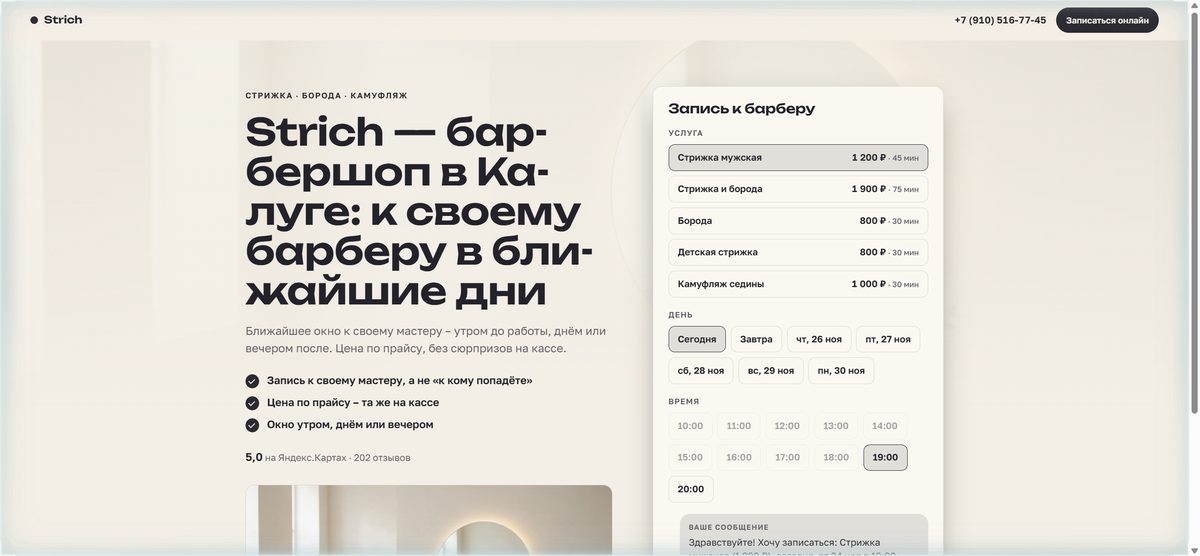 Strich
+7 (910) 516-77-45
Записаться онлайн
СТРИЖКА · БОРОДА · КАМУФЛЯЖ
Strich — бар-
бершоп в Ка-
луге: к своему
барберу в бли-
жайшие дни
Ближайшее окно к своему мастеру – утром до работы, днём или
вечером после. Цена по прайсу, без сюрпризов на кассе.
Запись к своему мастеру, а не «к кому попадёте»
Цена по прайсу – та же на кассе
Окно утром, днём или вечером
5,0 на Яндекс.Картах · 202 отзывов
Запись к барберу
УСЛУГА
Стрижка мужская 1 200 ₽ · 45 мин
Стрижка и борода 1 900 ₽ · 75 мин
Борода 800 ₽ · 30 мин
Детская стрижка 800 ₽ · 30 мин
Камуфляж седины 1 000 ₽ · 30 мин
ДЕНЬ
Сегодня Завтра чт, 26 ноя пт, 27 ноя
сб, 28 ноя вс, 29 ноя пн, 30 ноя
ВРЕМЯ
10:00 11:00 12:00 13:00 14:00
15:00 16:00 17:00 18:00 19:00
20:00
ВАШЕ СООБЩЕНИЕ
Здравствуйте! Хочу записаться: Стрижка